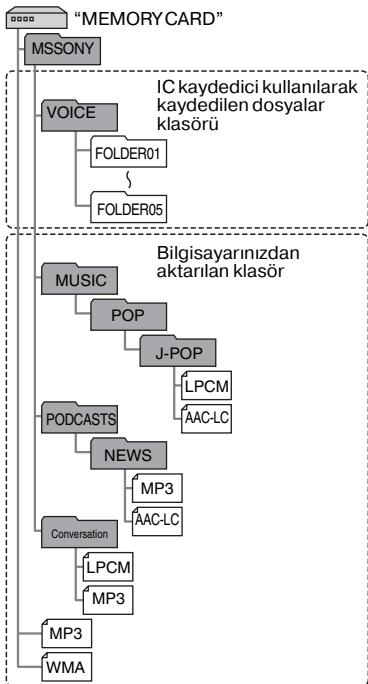 “MEMORY CARD”
MSSONY
IC kaydedici kullanılarak
kaydedilen dosyalar
klasörü
VOICE
FOLDER01
FOLDER05
Bilgisayarınızdan
aktarılan klasör
MUSIC
POP
J-POP
LPCM
AAC-LC
PODCASTS
NEWS
MP3
AAC-LC
Conversation
LPCM
MP3
MP3
WMA